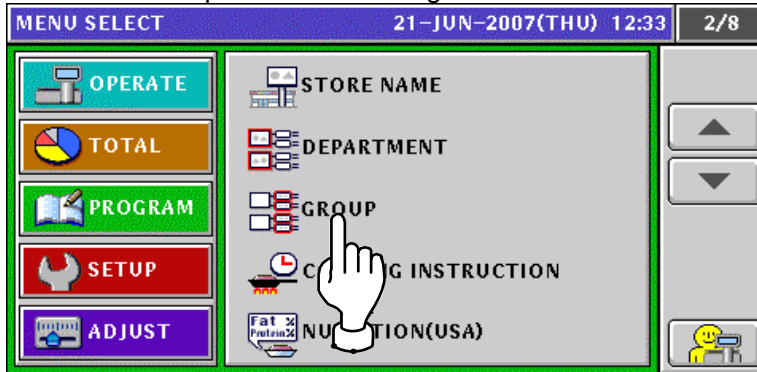 MENU SELECT 21-JUN-2007(THU) 12:33 2/8
OPERATE
TOTAL
PROGRAM
SETUP
ADJUST
STORE NAME
DEPARTMENT
GROUP
INSTRUCTION
Fat %
Protein%
(USA)